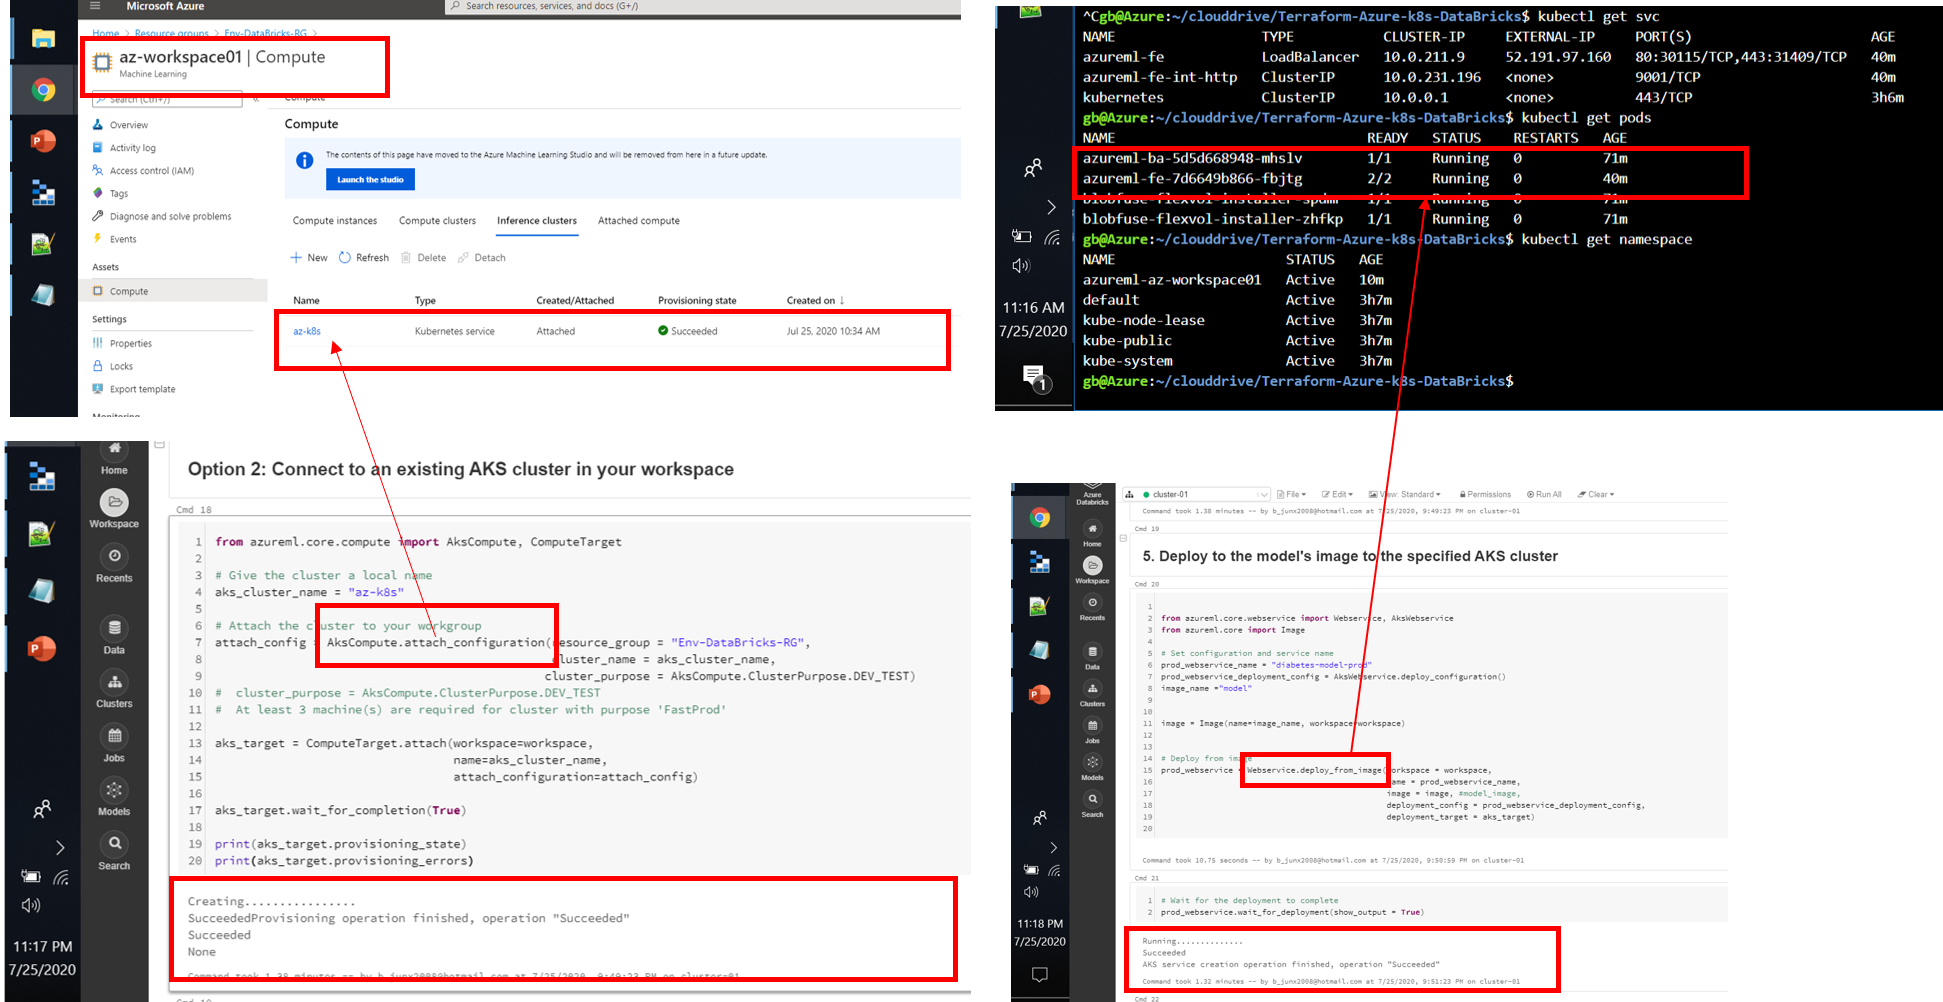 Microsoft Azure
Search resources, services, and docs (G+/)
Home > Resource groups > Env-DataBricks-RG >
az-workspace01 | Compute
Machine Learning
Search (Ctrl+/)
«
Compute
Overview
Activity log
Access control (IAM)
Tags
Diagnose and solve problems
Events
Assets
Compute
Settings
Properties
Locks
Export template
Monitoring
Compute
The contents of this page have moved to the Azure Machine Learning Studio and will be removed from here in a future update.
Launch the studio
Compute instances Compute clusters Inference clusters Attached compute
New Refresh Delete Detach
Name Type Created/Attached Provisioning state Created on ↓
az-k8s Kubernetes service Attached Succeeded Jul 25, 2020 10:34 AM
^Cgb@Azure:~/clouddrive/Terraform-Azure-k8s-DataBricks$ kubectl get svc
NAME TYPE CLUSTER-IP EXTERNAL-IP PORT(S) AGE
azureml-fe LoadBalancer 10.0.211.9 52.191.97.160 80:30115/TCP,443:31409/TCP 40m
azureml-fe-int-http ClusterIP 10.0.231.196 <none> 9001/TCP 40m
kubernetes ClusterIP 10.0.0.1 <none> 443/TCP 3h6m
gb@Azure:~/clouddrive/Terraform-Azure-k8s-DataBricks$ kubectl get pods
NAME READY STATUS RESTARTS AGE
azureml-ba-5d5d668948-mhslv 1/1 Running 0 71m
azureml-fe-7d6649b866-fbjtg 2/2 Running 0 40m
blobfuse-flexvol-installer-spdmr 1/1 Running 0 71m
blobfuse-flexvol-installer-zhfkp 1/1 Running 0 71m
gb@Azure:~/clouddrive/Terraform-Azure-k8s-DataBricks$ kubectl get namespace
NAME STATUS AGE
azureml-az-workspace01 Active 10m
default Active 3h7m
kube-node-lease Active 3h7m
kube-public Active 3h7m
kube-system Active 3h7m
gb@Azure:~/clouddrive/Terraform-Azure-k8s-DataBricks$
11:16 AM
7/25/2020
1
Home
Workspace
Recents
Data
Clusters
Jobs
Models
Search
11:17 PM
7/25/2020
Option 2: Connect to an existing AKS cluster in your workspace
Cmd 18
1 from azureml.core.compute import AksCompute, ComputeTarget
2
3 # Give the cluster a local name
4 aks_cluster_name = "az-k8s"
5
6 # Attach the cluster to your workgroup
7 attach_config = AksCompute.attach_configuration(resource_group = "Env-DataBricks-RG",
8 cluster_name = aks_cluster_name,
9 cluster_purpose = AksCompute.ClusterPurpose.DEV_TEST)
10 # cluster_purpose = AksCompute.ClusterPurpose.DEV_TEST
11 # At least 3 machine(s) are required for cluster with purpose 'FastProd'
12
13 aks_target = ComputeTarget.attach(workspace=workspace,
14 name=aks_cluster_name,
15 attach_configuration=attach_config)
16
17 aks_target.wait_for_completion(True)
18
19 print(aks_target.provisioning_state)
20 print(aks_target.provisioning_errors)
Creating................
SucceededProvisioning operation finished, operation "Succeeded"
Succeeded
None
Command took 1.38 minutes -- by b_junx2008@hotmail.com at 7/25/2020, 9:49:23 PM on cluster-01
Cmd 19
Azure
Databricks
Home
Workspace
Recents
Data
Clusters
Jobs
Models
Search
11:18 PM
7/25/2020
cluster-01 File Edit View: Standard Permissions Run All Clear
Command took 1.38 minutes -- by b_junx2008@hotmail.com at 7/25/2020, 9:49:23 PM on cluster-01
Cmd 19
5. Deploy to the model's image to the specified AKS cluster
Cmd 20
1
2 from azureml.core.webservice import Webservice, AksWebservice
3 from azureml.core import Image
4
5 # Set configuration and service name
6 prod_webservice_name = "diabetes-model-prod"
7 prod_webservice_deployment_config = AksWebservice.deploy_configuration()
8 image_name ="model"
9
10
11 image = Image(name=image_name, workspace=workspace)
12
13
14 # Deploy from image
15 prod_webservice = Webservice.deploy_from_image(workspace = workspace,
16 name = prod_webservice_name,
17 image = image, #model_image,
18 deployment_config = prod_webservice_deployment_config,
19 deployment_target = aks_target)
20
Command took 10.75 seconds -- by b_junx2008@hotmail.com at 7/25/2020, 9:50:59 PM on cluster-01
Cmd 21
1 # Wait for the deployment to complete
2 prod_webservice.wait_for_deployment(show_output = True)
Running..............
Succeeded
AKS service creation operation finished, operation "Succeeded"
Command took 1.32 minutes -- by b_junx2008@hotmail.com at 7/25/2020, 9:51:23 PM on cluster-01
Cmd 22